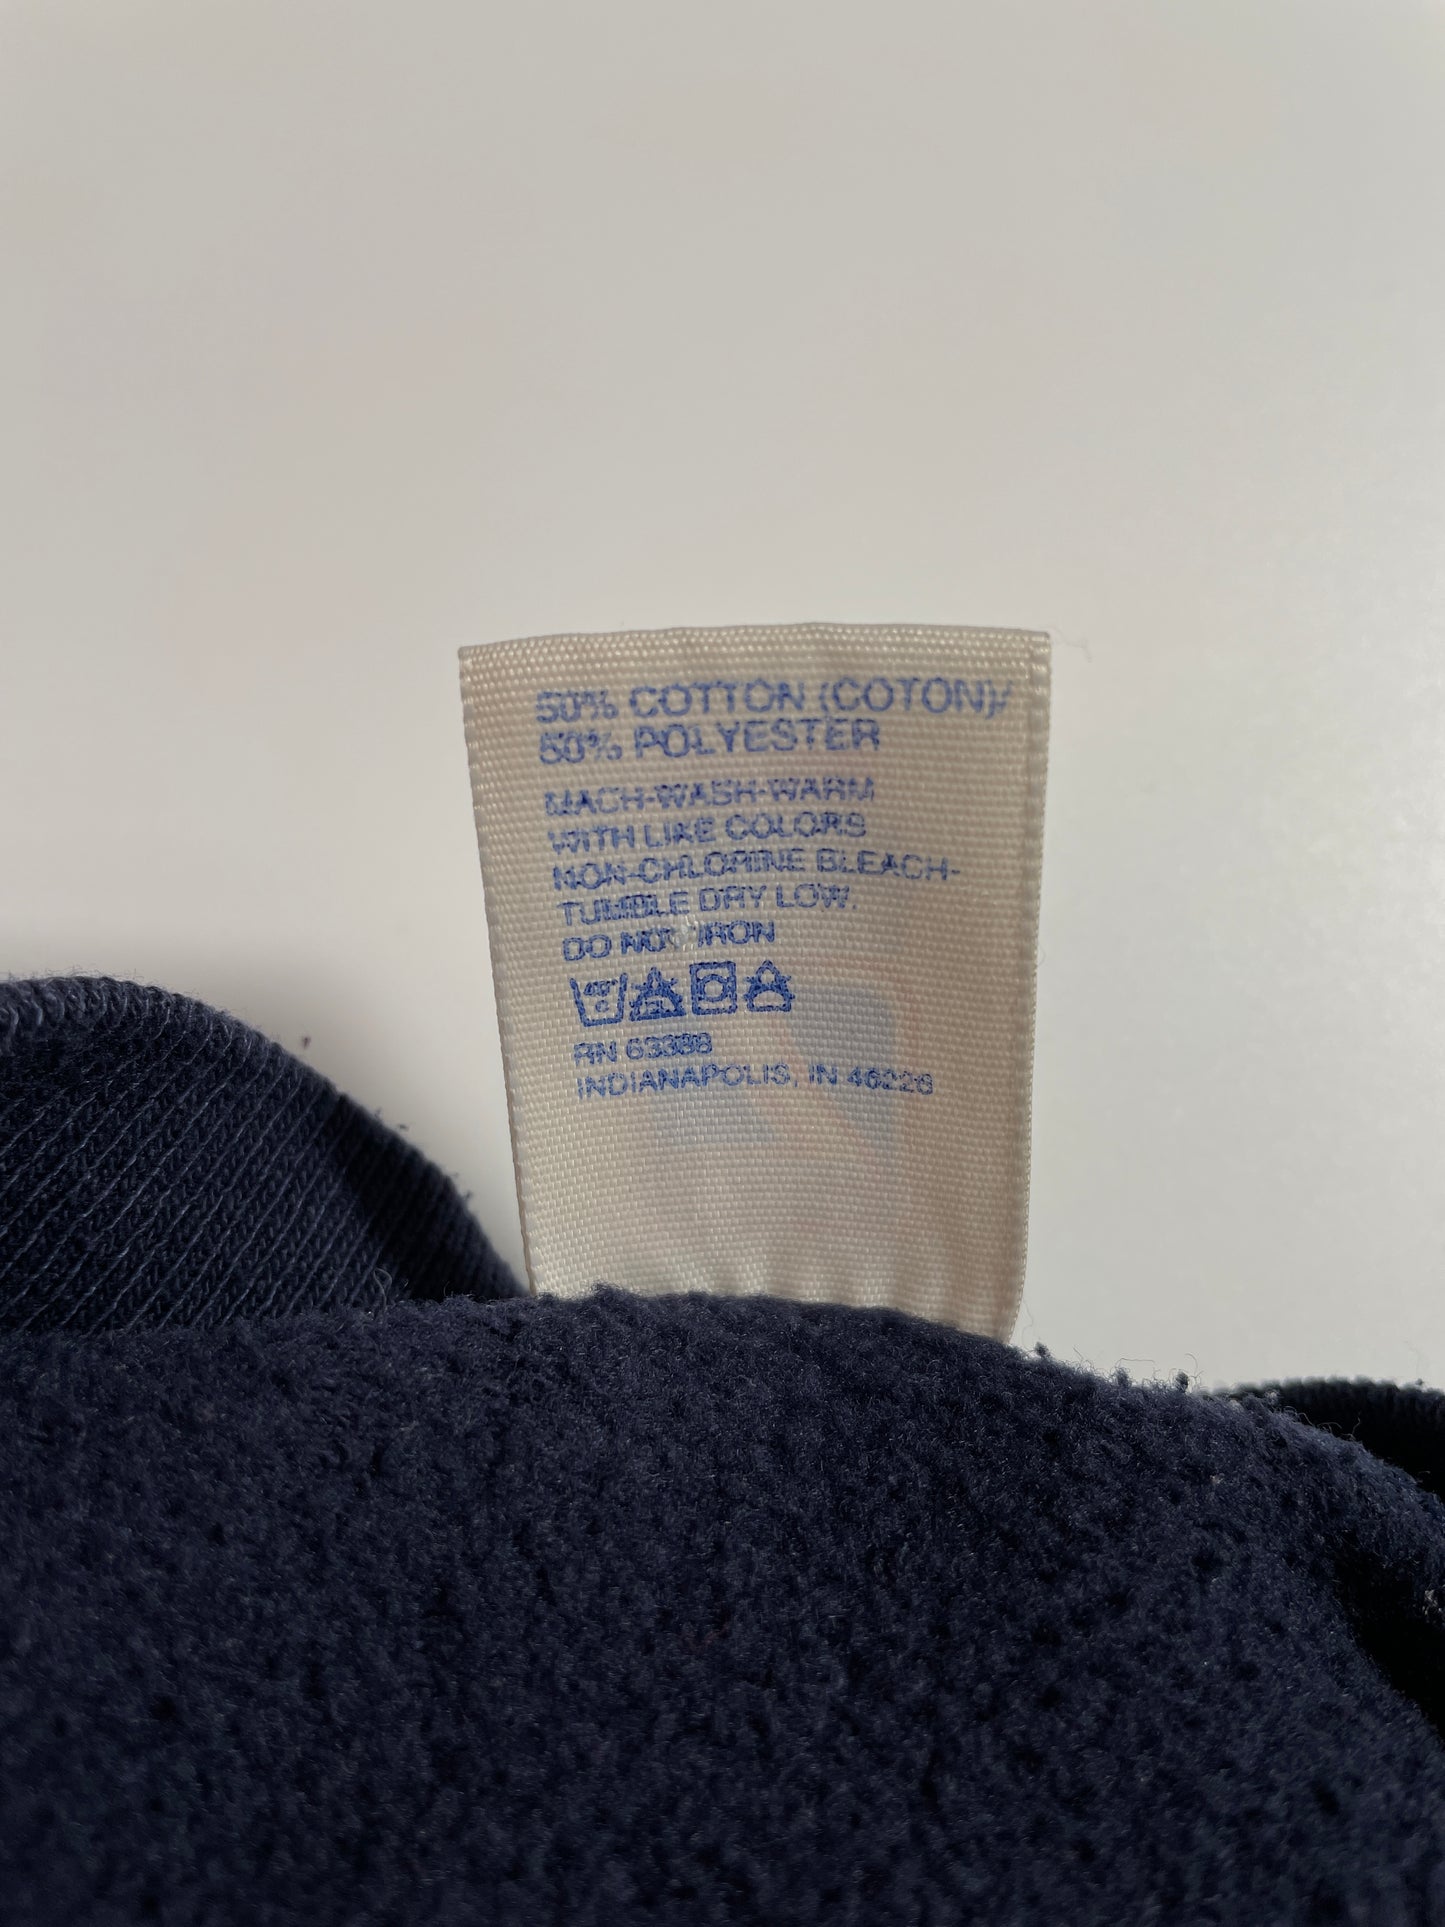 50% COTTON (COTON)/
50% POLYESTER
MACH-WASH-WARM
WITH LIKE COLORS
NON-CHLORINE BLEACH-
TUMBLE DRY LOW.
DO NOT IRON
RN 63388
INDIANAPOLIS, IN 46226